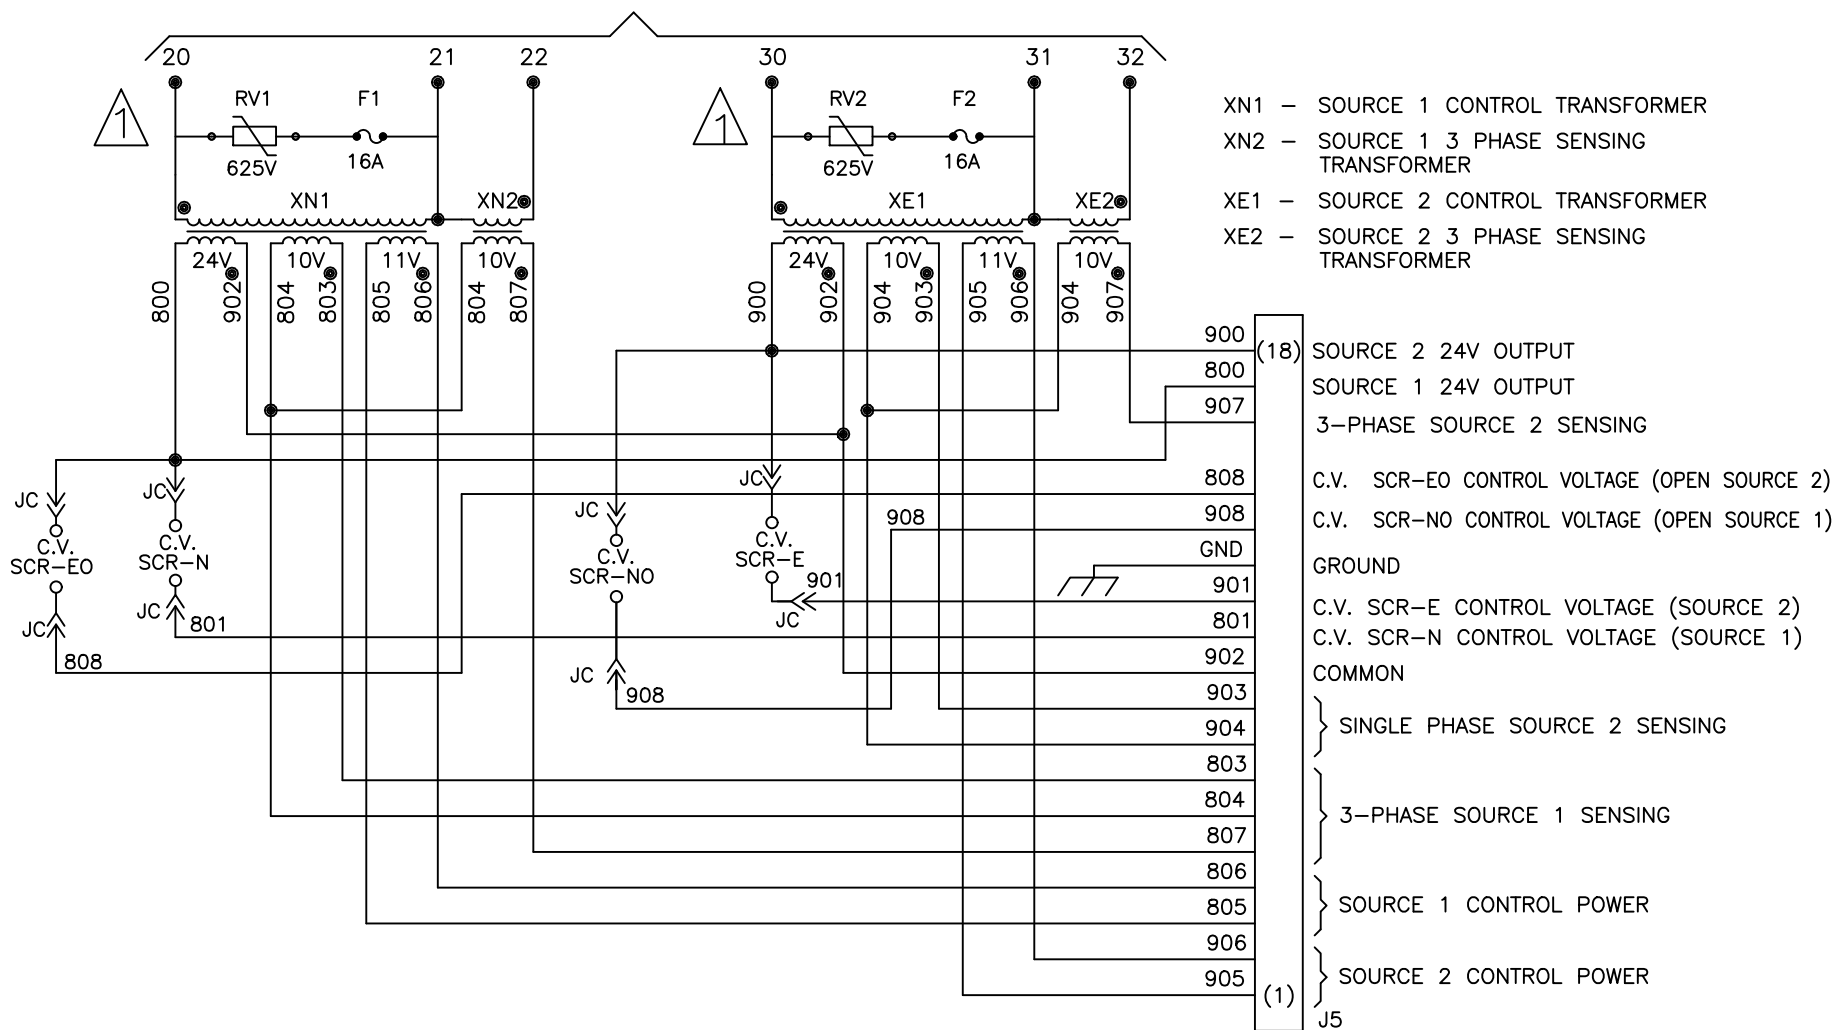 20 21 22 30 31 32
RV1 F1 RV2 F2
1 1
625V 16A 625V 16A
XN1 XN2 XE1 XE2
XN1 – SOURCE 1 CONTROL TRANSFORMER
XN2 – SOURCE 1 3 PHASE SENSING
TRANSFORMER
XE1 – SOURCE 2 CONTROL TRANSFORMER
XE2 – SOURCE 2 3 PHASE SENSING
TRANSFORMER
24V 10V 11V 10V 24V 10V 11V 10V
800 902 804 803 805 806 804 807 900 902 904 903 905 906 904 907
900 (18) SOURCE 2 24V OUTPUT
800 SOURCE 1 24V OUTPUT
907 3–PHASE SOURCE 2 SENSING
808 C.V. SCR–EO CONTROL VOLTAGE (OPEN SOURCE 2)
908 908 C.V. SCR–NO CONTROL VOLTAGE (OPEN SOURCE 1)
GND GROUND
901 C.V. SCR–E CONTROL VOLTAGE (SOURCE 2)
801 C.V. SCR–N CONTROL VOLTAGE (SOURCE 1)
902 COMMON
903
904 SINGLE PHASE SOURCE 2 SENSING
803
804 3–PHASE SOURCE 1 SENSING
807
806
805 SOURCE 1 CONTROL POWER
906
905 SOURCE 2 CONTROL POWER
(1)
J5
JC
C.V.
SCR–EO
JC
808
JC
C.V.
SCR–N
JC
801
JC
C.V.
SCR–NO
JC
908
JC
C.V.
SCR–E
901
JC